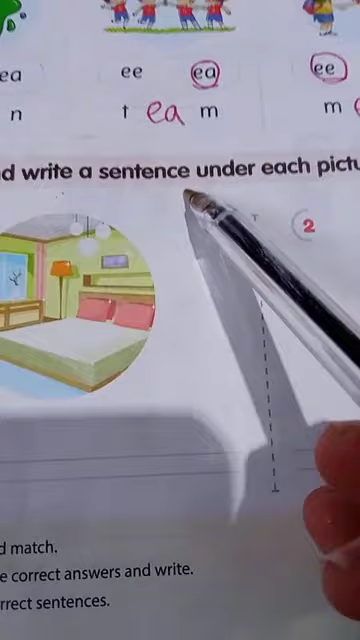 ea ee ea ee
n t ea m m
d write a sentence under each pictu
2
d match.
e correct answers and write.
rrect sentences.